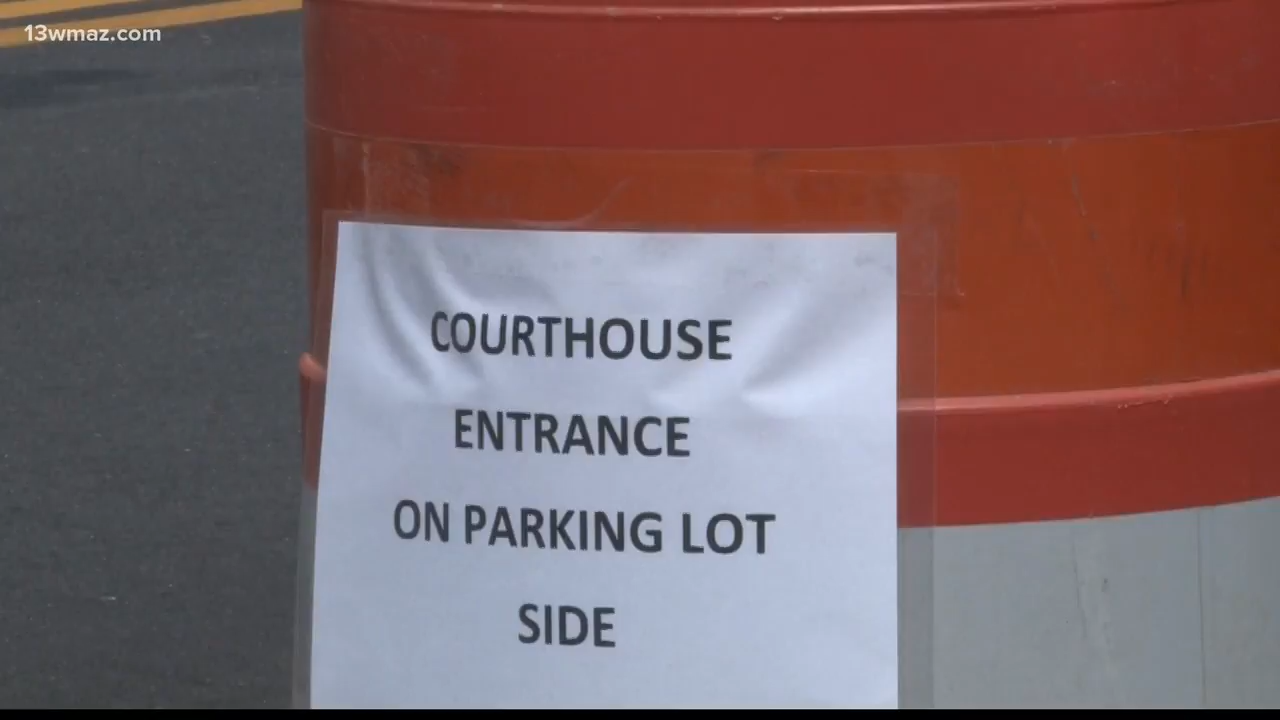 13wmaz.com
COURTHOUSE
ENTRANCE
ON PARKING LOT
SIDE